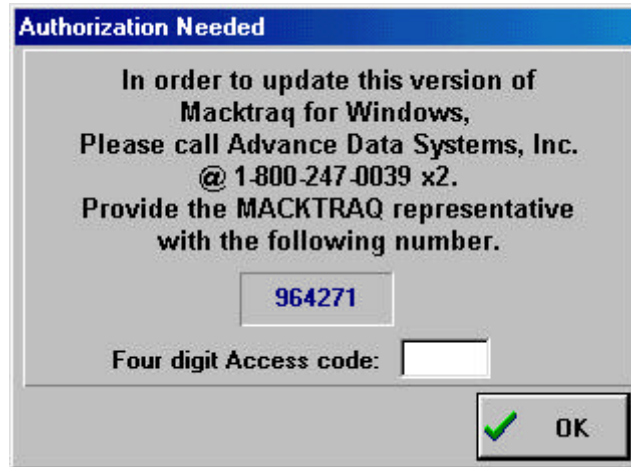 Authorization Needed
In order to update this version of
Macktraq for Windows,
Please call Advance Data Systems, Inc.
@ 1-800-247-0039 x2.
Provide the MACKTRAQ representative
with the following number.
964271
Four digit Access code:
OK